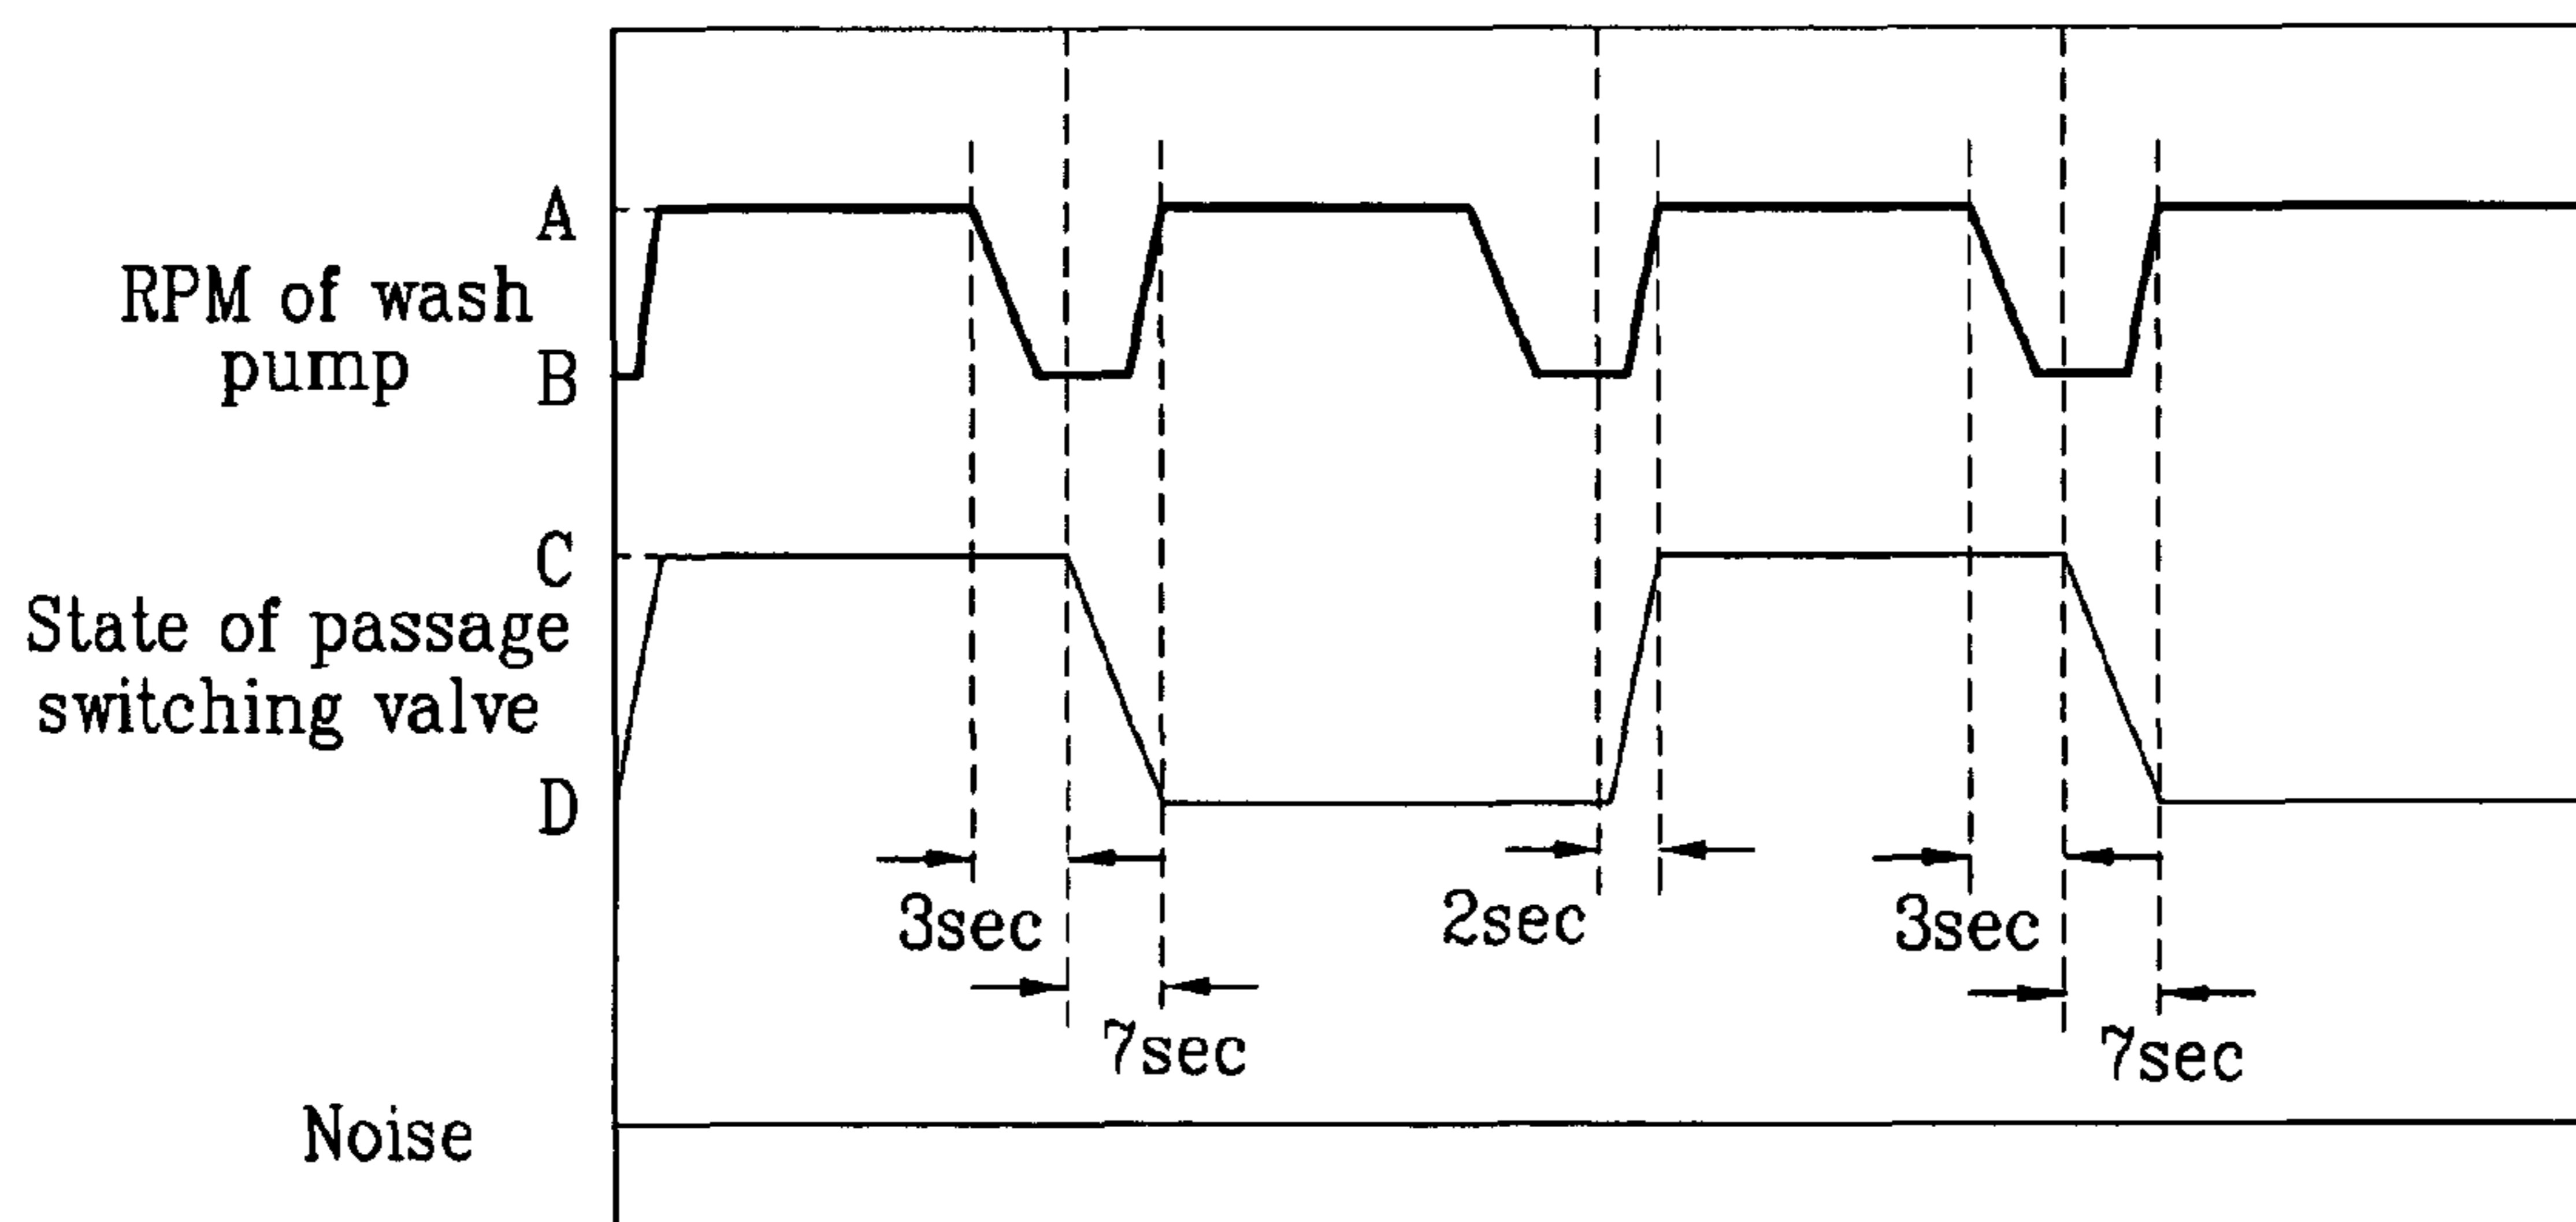 A
RPM of wash
pump
B
C
State of passage
switching valve
D
3sec
2sec
3sec
7sec
7sec
Noise